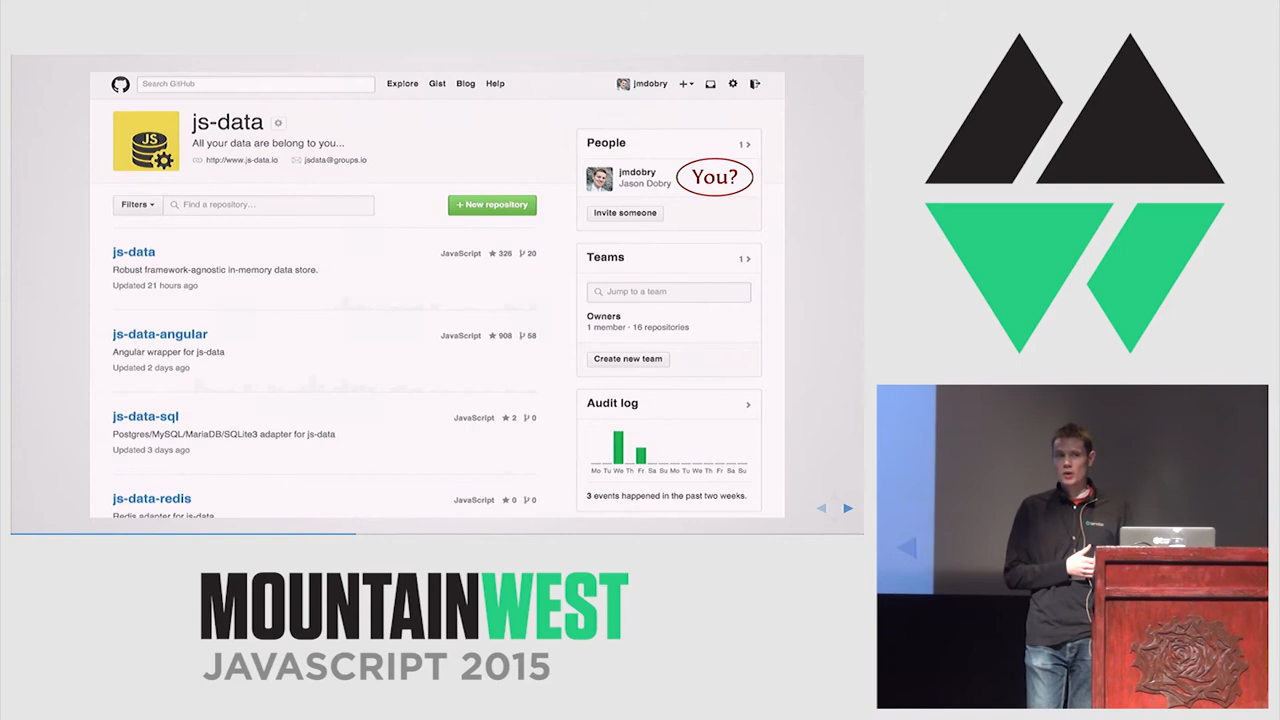 Search GitHub
Explore Gist Blog Help
jmdobry
js-data
All your data are belong to you...
http://www.js-data.io jsdata@groups.io
Filters
Find a repository...
+ New repository
js-data
JavaScript 326 20
Robust framework-agnostic in-memory data store.
Updated 21 hours ago
js-data-angular
JavaScript 908 58
Angular wrapper for js-data
Updated 2 days ago
js-data-sql
JavaScript 2 0
Postgres/MySQL/MariaDB/SQLite3 adapter for js-data
Updated 3 days ago
js-data-redis
JavaScript 0 0
Redis adapter for js-data
JS
People 1
jmdobry
Jason Dobry
You?
Invite someone
Teams 1
Jump to a team
Owners
1 member · 16 repositories
Create new team
Audit log
Mo Tu We Th Fr Sa Su Mo Tu We Th Fr Sa Su
3 events happened in the past two weeks.
MOUNTAINWEST
JAVASCRIPT 2015